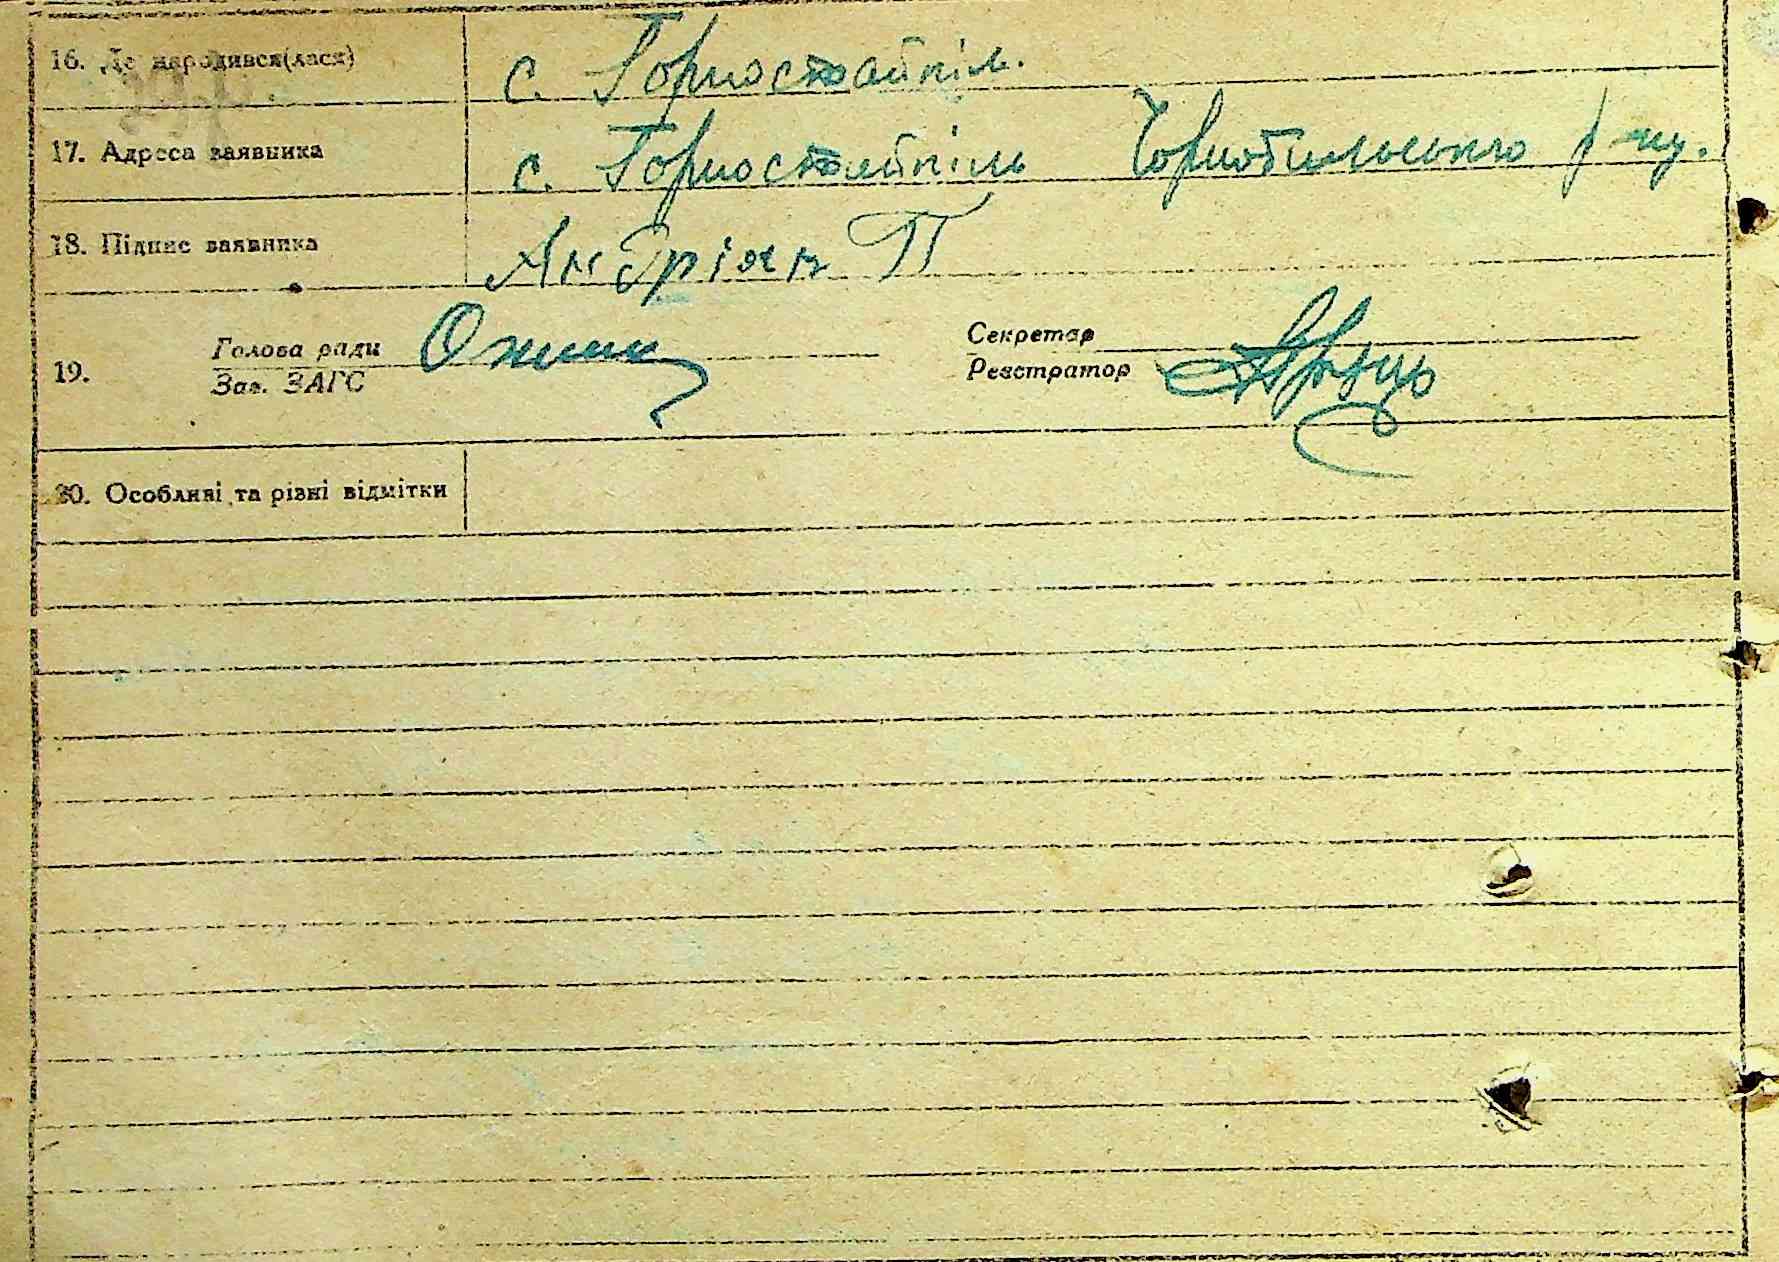 16. Де народився(лася) с. Горностайпіль.
17. Адреса заявника с. Горностайпіль Чорнобильського р-ну.
18. Підпис заявника Андріян П
Голова ради Секретар
19.
Зав. ЗАГС Реєстратор
20. Особливі та різні відмітки